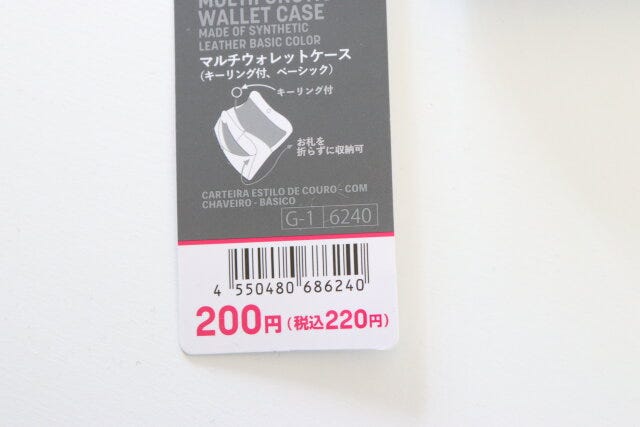 WALLET CASE
MADE OF SYNTHETIC
LEATHER BASIC COLOR
マルチウォレットケース
(キーリング付、ベーシック)
キーリング付
お札を
折らずに収納可
CARTEIRA ESTILO DE COURO - COM
CHAVEIRO - BÁSICO
G-1 6240
4 550480 686240
200円(税込220円)